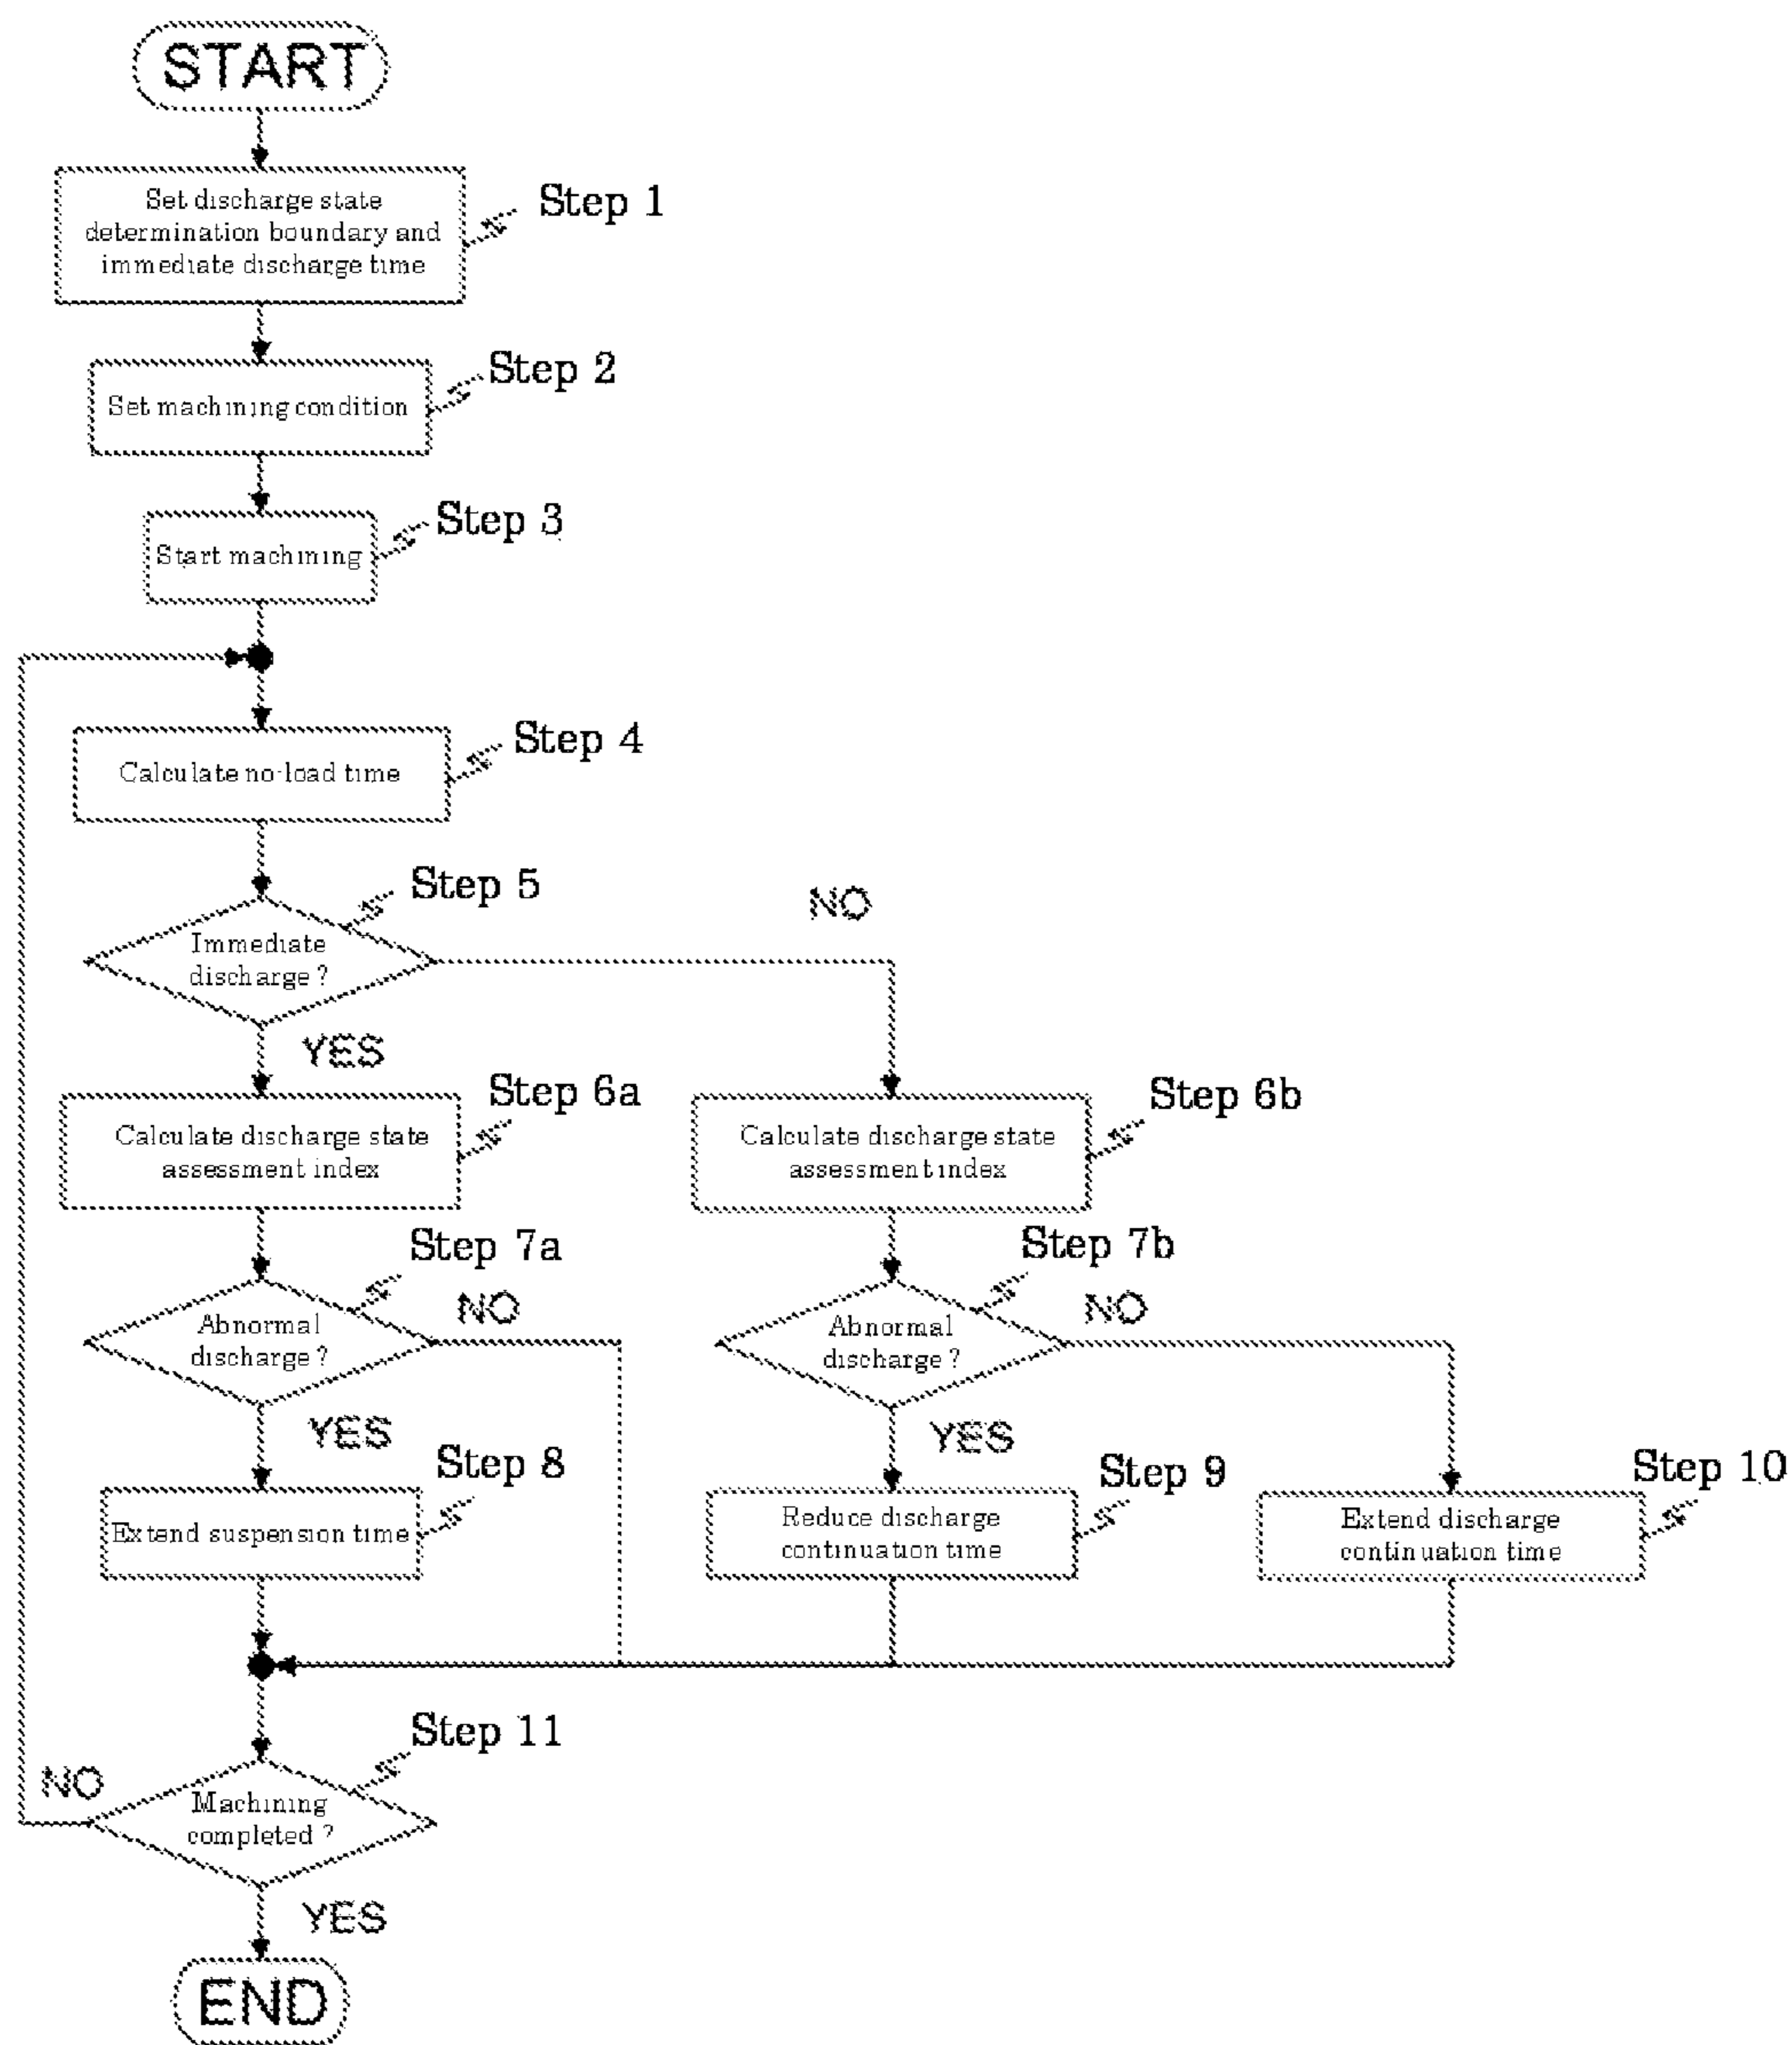 START
Set discharge state
determination boundary and
immediate discharge time
Step 1
Set machining condition
Step 2
Start machining
Step 3
Calculate no-load time
Step 4
Immediate
discharge ?
Step 5
NO
YES
Calculate discharge state
assessment index
Step 6a
Calculate discharge state
assessment index
Step 6b
Abnormal
discharge ?
Step 7a
NO
YES
Abnormal
discharge ?
Step 7b
NO
YES
Extend suspension time
Step 8
Reduce discharge
continuation time
Step 9
Extend discharge
continuation time
Step 10
Machining
completed ?
Step 11
NO
YES
END